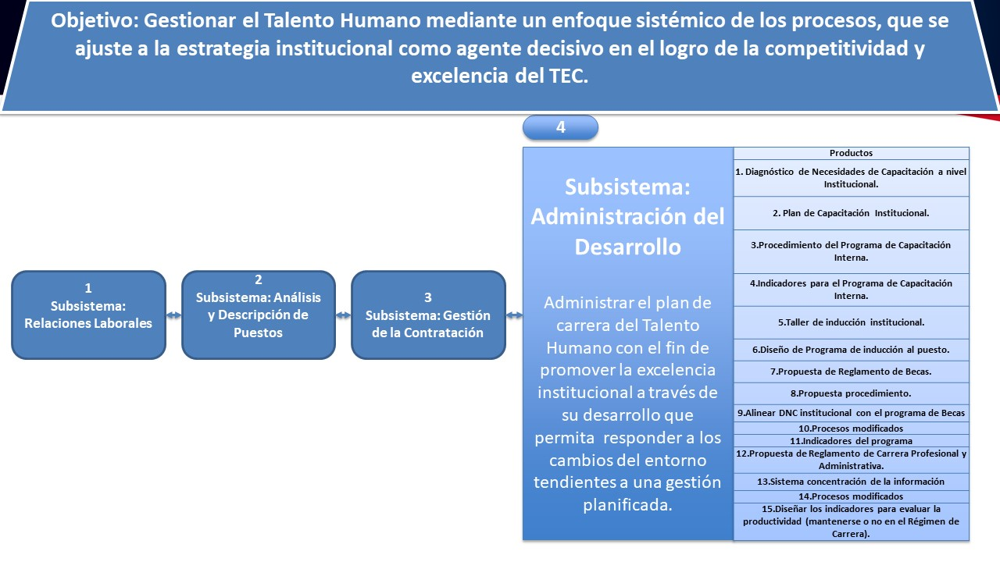 Objetivo: Gestionar el Talento Humano mediante un enfoque sistémico de los procesos, que se
ajuste a la estrategia institucional como agente decisivo en el logro de la competitividad y
excelencia del TEC.
1
Subsistema:
Relaciones Laborales
2
Subsistema: Análisis
y Descripción de
Puestos
3
Subsistema: Gestión
de la Contratación
4
Subsistema:
Administración del
Desarrollo
Administrar el plan de
carrera del Talento
Humano con el fin de
promover la excelencia
institucional a través de
su desarrollo que
permita responder a los
cambios del entorno
tendientes a una gestión
planificada.
Productos
1. Diagnóstico de Necesidades de Capacitación a nivel
Institucional.
2. Plan de Capacitación Institucional.
3.Procedimiento del Programa de Capacitación
Interna.
4.Indicadores para el Programa de Capacitación
Interna.
5.Taller de inducción institucional.
6.Diseño de Programa de inducción al puesto.
7.Propuesta de Reglamento de Becas.
8.Propuesta procedimiento.
9.Alinear DNC institucional con el programa de Becas
10.Procesos modificados
11.Indicadores del programa
12.Propuesta de Reglamento de Carrera Profesional y
Administrativa.
13.Sistema concentración de la información
14.Procesos modificados
15.Diseñar los indicadores para evaluar la
productividad (mantenerse o no en el Régimen de
Carrera).